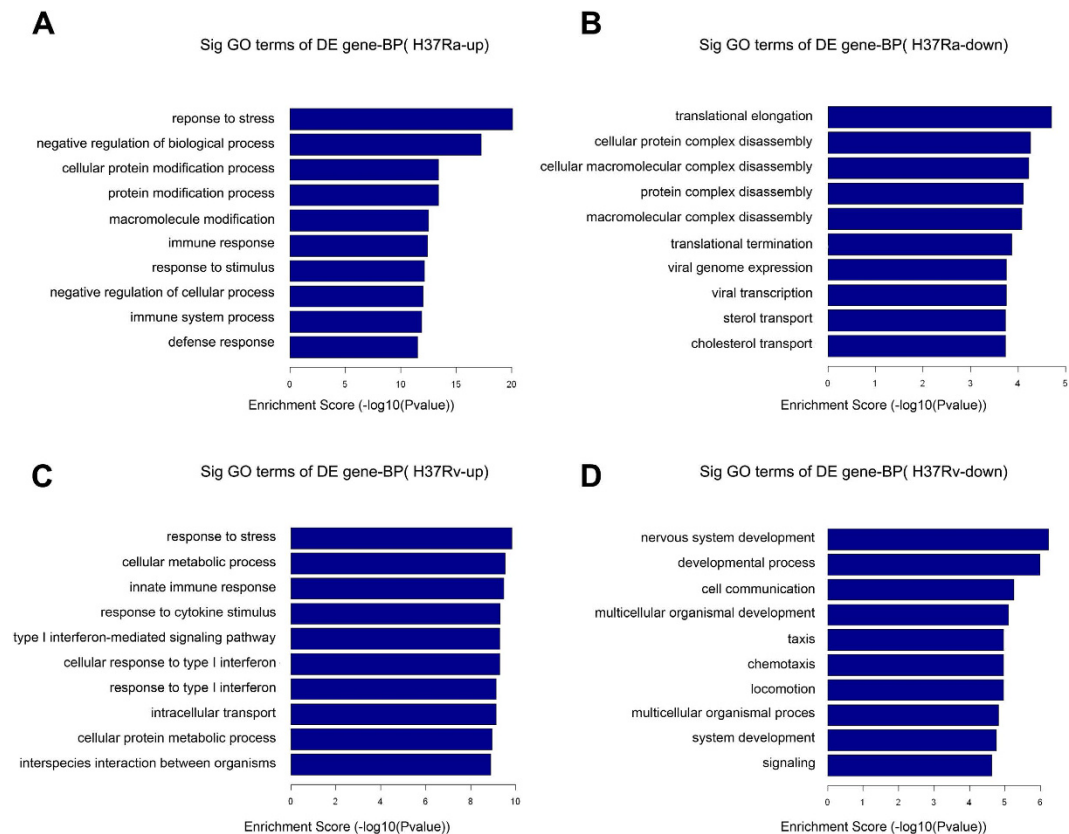 A
Sig GO terms of DE gene-BP( H37Ra-up)
reponse to stress
negative regulation of biological process
cellular protein modification process
protein modification process
macromolecule modification
immune response
response to stimulus
negative regulation of cellular process
immune system process
defense response
0 5 10 15 20
Enrichment Score (-log10(Pvalue))
B
Sig GO terms of DE gene-BP( H37Ra-down)
translational elongation
cellular protein complex disassembly
cellular macromolecular complex disassembly
protein complex disassembly
macromolecular complex disassembly
translational termination
viral genome expression
viral transcription
sterol transport
cholesterol transport
0 1 2 3 4 5
Enrichment Score (-log10(Pvalue))
C
Sig GO terms of DE gene-BP( H37Rv-up)
response to stress
cellular metabolic process
innate immune response
response to cytokine stimulus
type I interferon-mediated signaling pathway
cellular response to type I interferon
response to type I interferon
intracellular transport
cellular protein metabolic process
interspecies interaction between organisms
0 2 4 6 8 10
Enrichment Score (-log10(Pvalue))
D
Sig GO terms of DE gene-BP( H37Rv-down)
nervous system development
developmental process
cell communication
multicellular organismal development
taxis
chemotaxis
locomotion
multicellular organismal proces
system development
signaling
0 1 2 3 4 5 6
Enrichment Score (-log10(Pvalue))